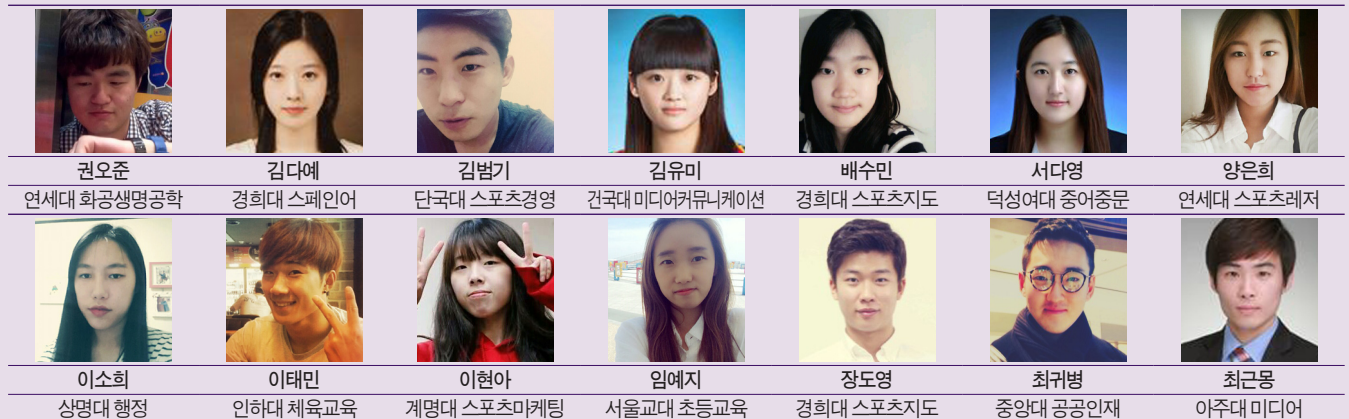 권오준 김다예 김범기 김유미 배수민 서다영 양은희
연세대 화공생명공학 경희대 스페인어 단국대 스포츠경영 건국대 미디어커뮤니케이션 경희대 스포츠지도 덕성여대 중어중문 연세대 스포츠레저
이소희 이태민 이현아 임예지 장도영 최귀병 최근몽
상명대 행정 인하대 체육교육 계명대 스포츠마케팅 서울교대 초등교육 경희대 스포츠지도 중앙대 공공인재 아주대 미디어